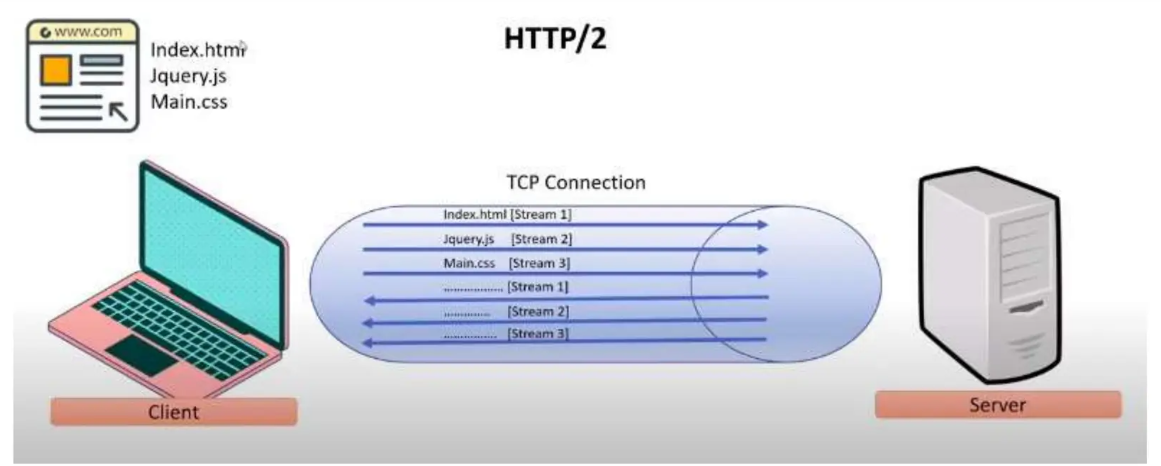 HTTP/2
www.com
Index.html
Jquery.js
Main.css
TCP Connection
Index.html [Stream 1]
Jquery.js [Stream 2]
Main.css [Stream 3]
.................. [Stream 1]
.............. [Stream 2]
................ [Stream 3]
Client
Server